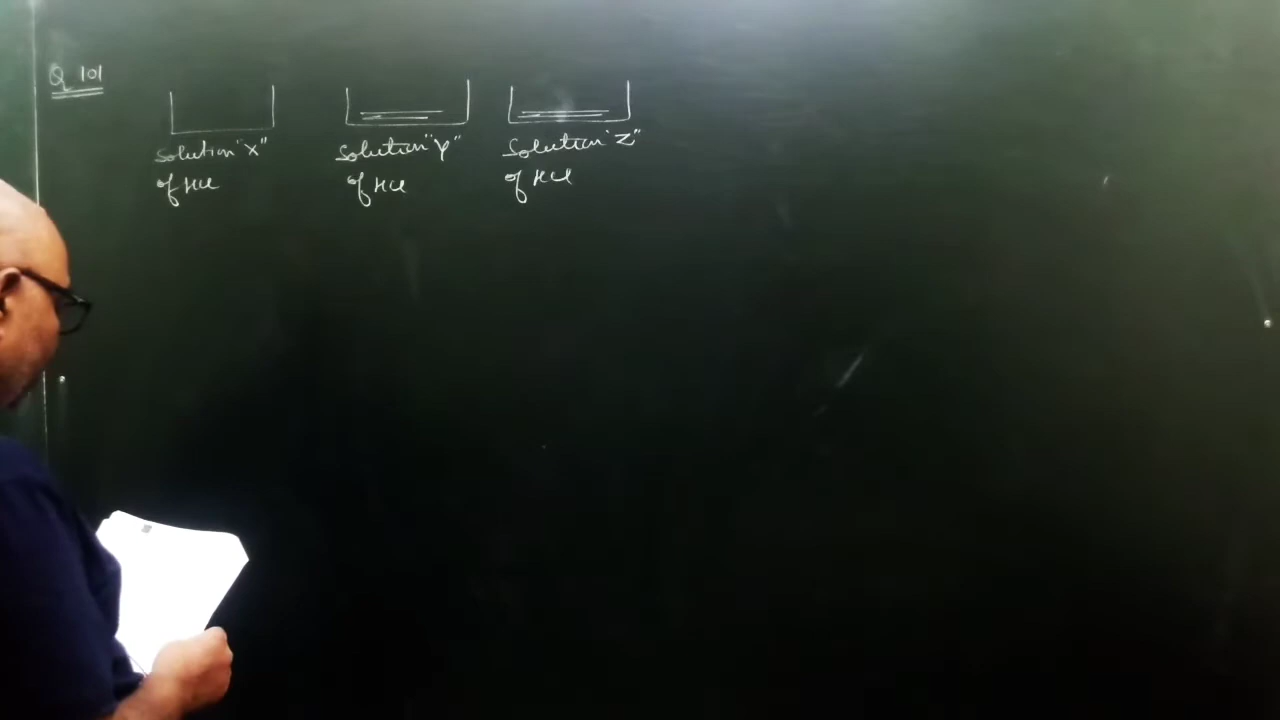 Q 101
Solution "X" Solution "Y" Solution "Z"
of HCl of HCl of HCl